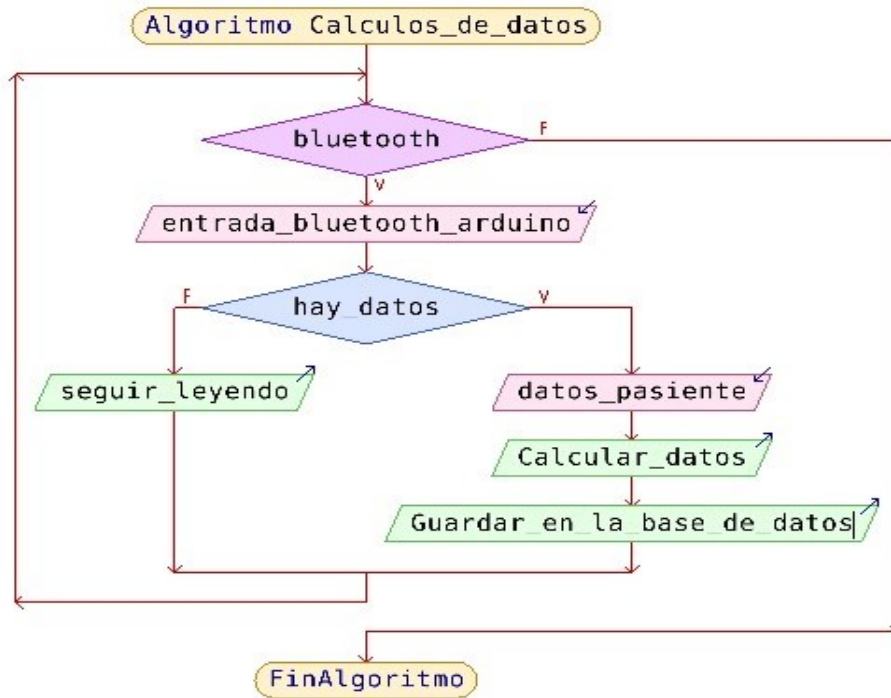 Algoritmo Calculos_de_datos
bluetooth
F
V
entrada_bluetooth_arduino
F
hay_datos
V
seguir_leyendo
datos_pasiente
Calcular_datos
Guardar_en_la_base_de_datos
FinAlgoritmo